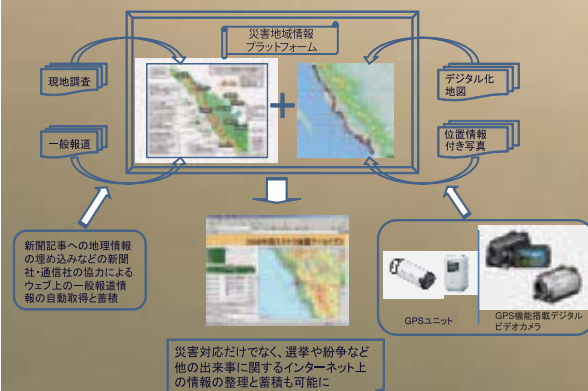 災害地域情報
プラットフォーム
現地調査
一般報道
デジタル化
地図
位置情報
付き写真
新聞記事への地理情報
の埋め込みなどの新聞
社・通信社の協力による
ウェブ上の一般報道情
報の自動取得と蓄積
GPSユニット
GPS機能搭載デジタル
ビデオカメラ
災害対応だけでなく、選挙や紛争など
他の出来事に関するインターネット上
の情報の整理と蓄積も可能に